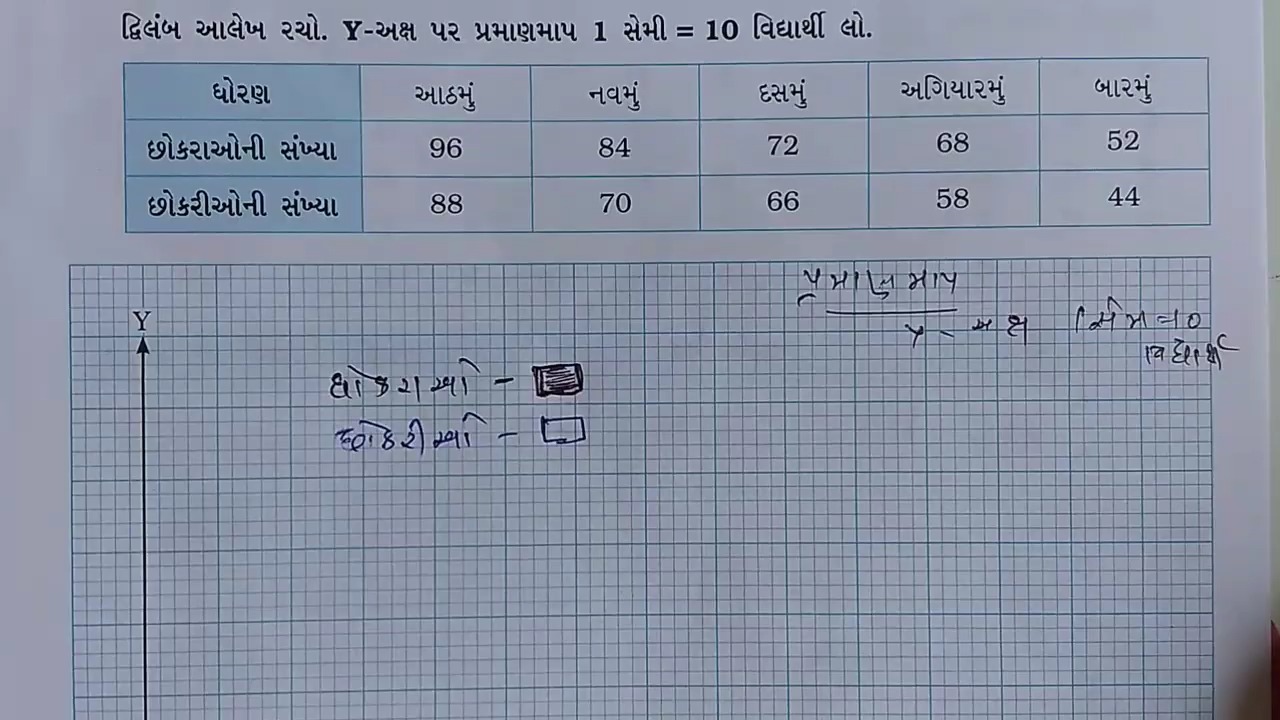 દ્વિલંબ આલેખ રચો. Y-અક્ષ પર પ્રમાણમાપ 1 સેમી = 10 વિદ્યાર્થી લો.
ધોરણ આઠમું નવમું દસમું અગિયારમું બારમું
છોકરાઓની સંખ્યા 96 84 72 68 52
છોકરીઓની સંખ્યા 88 70 66 58 44
પ્રમાણમાપ
Y
y - અક્ષ 1 સેમી = 10
વિદ્યાર્થી
છોકરાઓ -
છોકરીઓ -